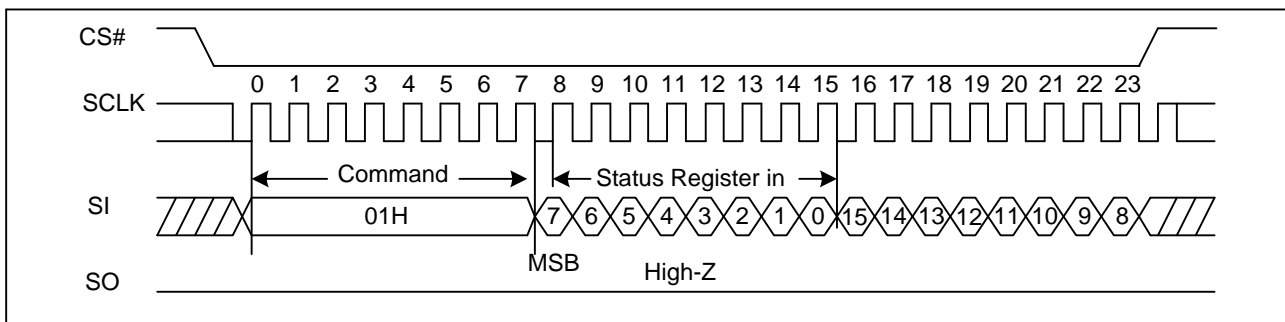 CS#
0 1 2 3 4 5 6 7 8 9 10 11 12 13 14 15 16 17 18 19 20 21 22 23
SCLK
Command Status Register in
SI 01H 7 6 5 4 3 2 1 0 15 14 13 12 11 10 9 8
MSB High-Z
SO